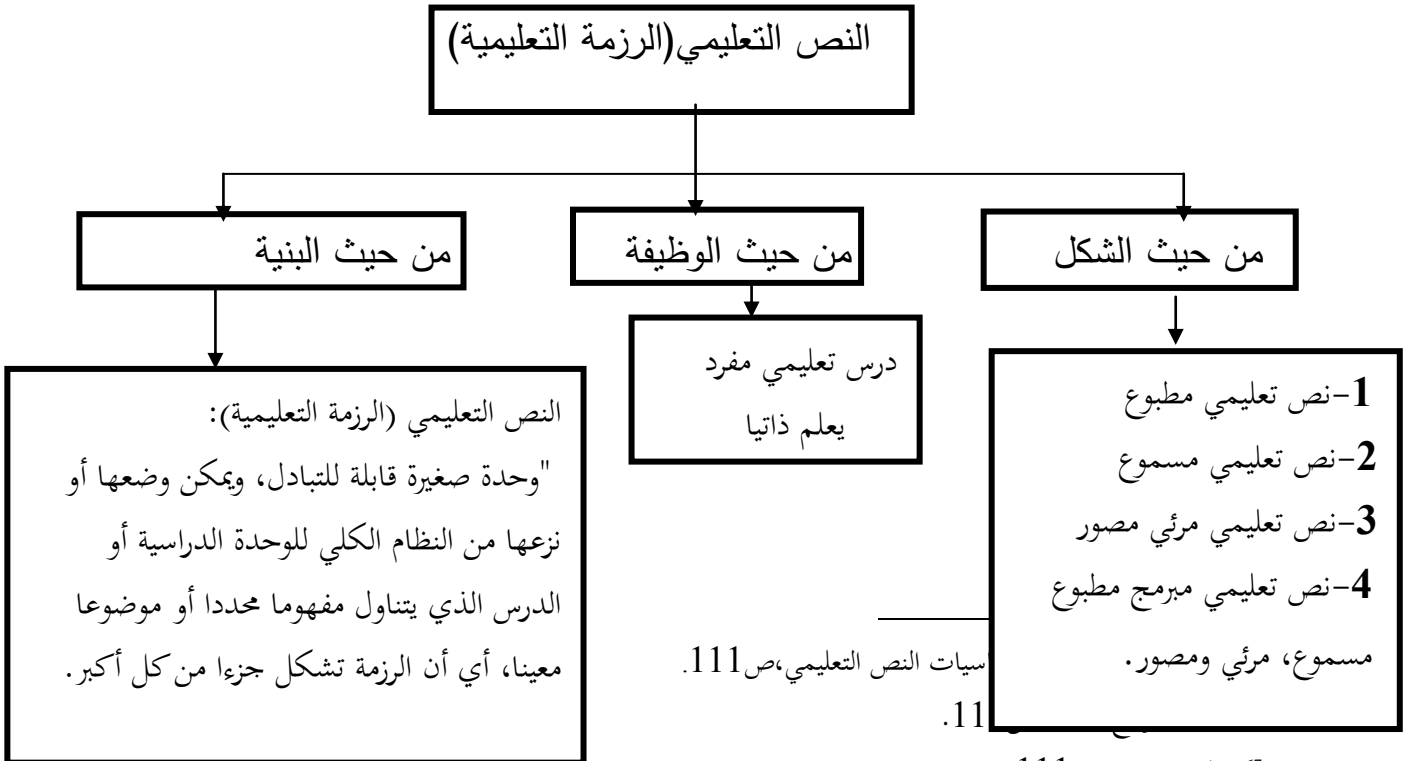 النص التعليمي(الرزمة التعليمية)
من حيث الشكل
من حيث الوظيفة
من حيث البنية
1-نص تعليمي مطبوع
2-نص تعليمي مسموع
3-نص تعليمي مرئي مصور
4-نص تعليمي مبرمج مطبوع
مسموع، مرئي ومصور.
درس تعليمي مفرد
يعلم ذاتيا
النص التعليمي (الرزمة التعليمية):
"وحدة صغيرة قابلة للتبادل، ويمكن وضعها أو
نزعها من النظام الكلي للوحدة الدراسية أو
الدرس الذي يتناول مفهوما محددا أو موضوعا
معينا، أي أن الرزمة تشكل جزءا من كل أكبر.
النص التعليمي،ص111.